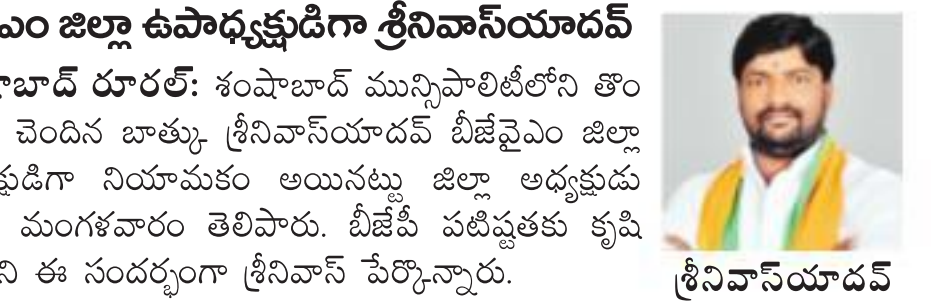 ఎం జిల్లా ఉపాధ్యక్షుడిగా శ్రీనివాస్‌యాదవ్
బాద్ రూరల్: శంషాబాద్ మున్సిపాలిటీలోని తొం
చెందిన బాత్కు శ్రీనివాస్‌యాదవ్ బీజేవైఎం జిల్లా
క్షుడిగా నియామకం అయినట్టు జిల్లా అధ్యక్షుడు
మంగళవారం తెలిపారు. బీజేపీ పటిష్టతకు కృషి
ని ఈ సందర్భంగా శ్రీనివాస్ పేర్కొన్నారు.
శ్రీనివాస్‌యాదవ్